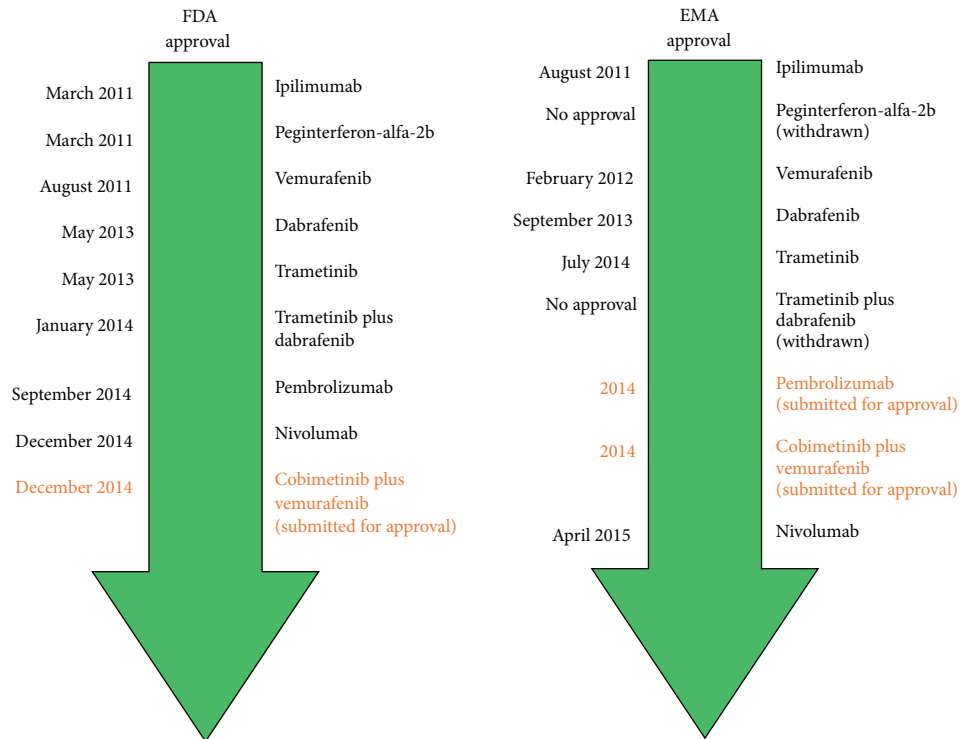 FDA
approval
March 2011
Ipilimumab
March 2011
Peginterferon-alfa-2b
August 2011
Vemurafenib
May 2013
Dabrafenib
May 2013
Trametinib
January 2014
Trametinib plus
dabrafenib
September 2014
Pembrolizumab
December 2014
Nivolumab
December 2014
Cobimetinib plus
vemurafenib
(submitted for approval)
EMA
approval
August 2011
Ipilimumab
No approval
Peginterferon-alfa-2b
(withdrawn)
February 2012
Vemurafenib
September 2013
Dabrafenib
July 2014
Trametinib
No approval
Trametinib plus
dabrafenib
(withdrawn)
2014
Pembrolizumab
(submitted for approval)
2014
Cobimetinib plus
vemurafenib
(submitted for approval)
April 2015
Nivolumab